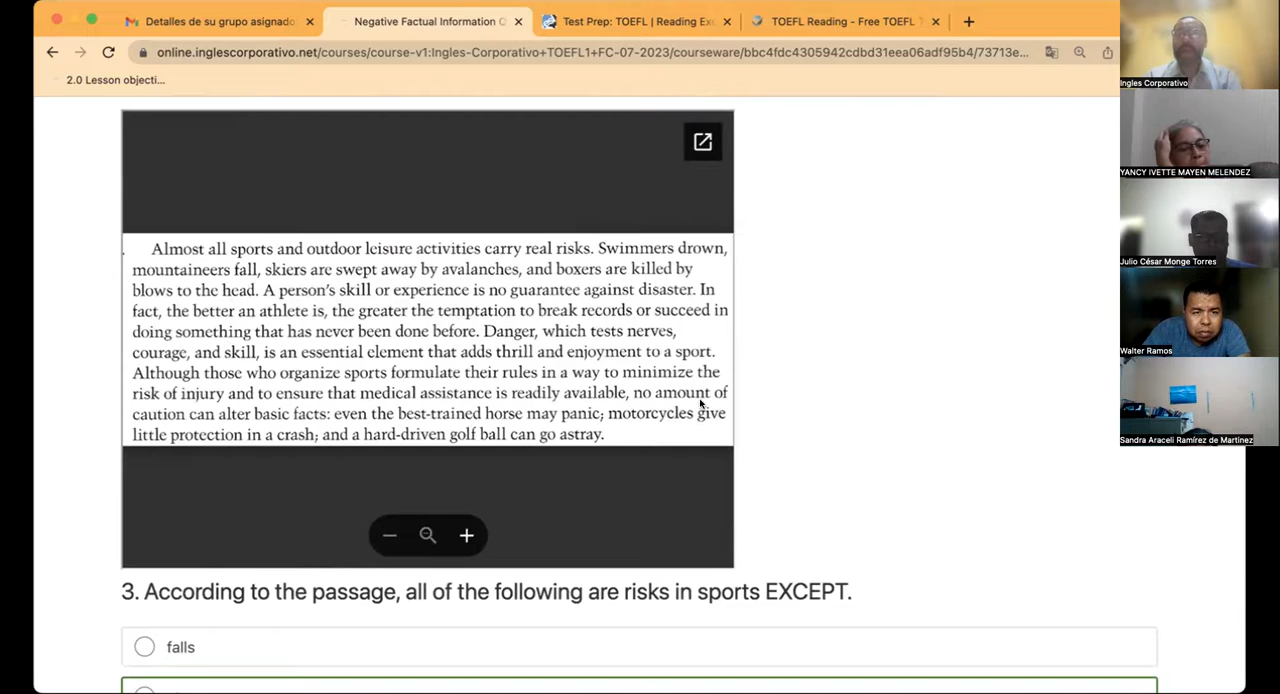 Detalles de su grupo asignado
Negative Factual Information Q
Test Prep: TOEFL | Reading Exe
TOEFL Reading - Free TOEFL T
online.inglescorporativo.net/courses/course-v1:Ingles-Corporativo+TOEFL1+FC-07-2023/courseware/bbc4fdc4305942cdbd31eea06adf95b4/73713e...
2.0 Lesson objecti...
Almost all sports and outdoor leisure activities carry real risks. Swimmers drown,
mountaineers fall, skiers are swept away by avalanches, and boxers are killed by
blows to the head. A person's skill or experience is no guarantee against disaster. In
fact, the better an athlete is, the greater the temptation to break records or succeed in
doing something that has never been done before. Danger, which tests nerves,
courage, and skill, is an essential element that adds thrill and enjoyment to a sport.
Although those who organize sports formulate their rules in a way to minimize the
risk of injury and to ensure that medical assistance is readily available, no amount of
caution can alter basic facts: even the best-trained horse may panic; motorcycles give
little protection in a crash; and a hard-driven golf ball can go astray.
3. According to the passage, all of the following are risks in sports EXCEPT.
falls
Ingles Corporativo
YANCY IVETTE MAYEN MELENDEZ
Julio César Monge Torres
Walter Ramos
Sandra Araceli Ramírez de Martínez